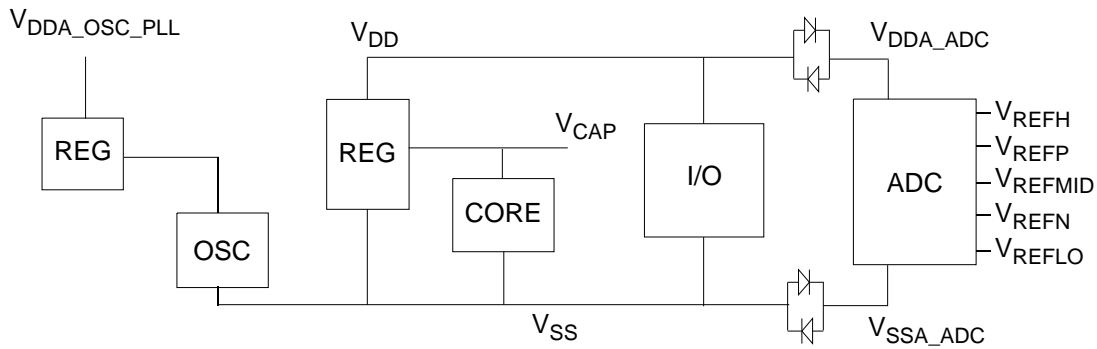 VDDA_OSC_PLL
VDD
VDDA_ADC
REG
REG
VCAP
CORE
I/O
ADC
VREFH
VREFP
VREFMID
VREFN
VREFLO
OSC
VSS
VSSA_ADC